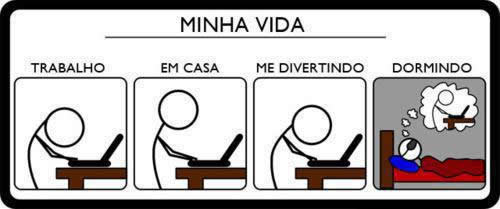 MINHA VIDA
TRABALHO
EM CASA
ME DIVERTINDO
DORMINDO